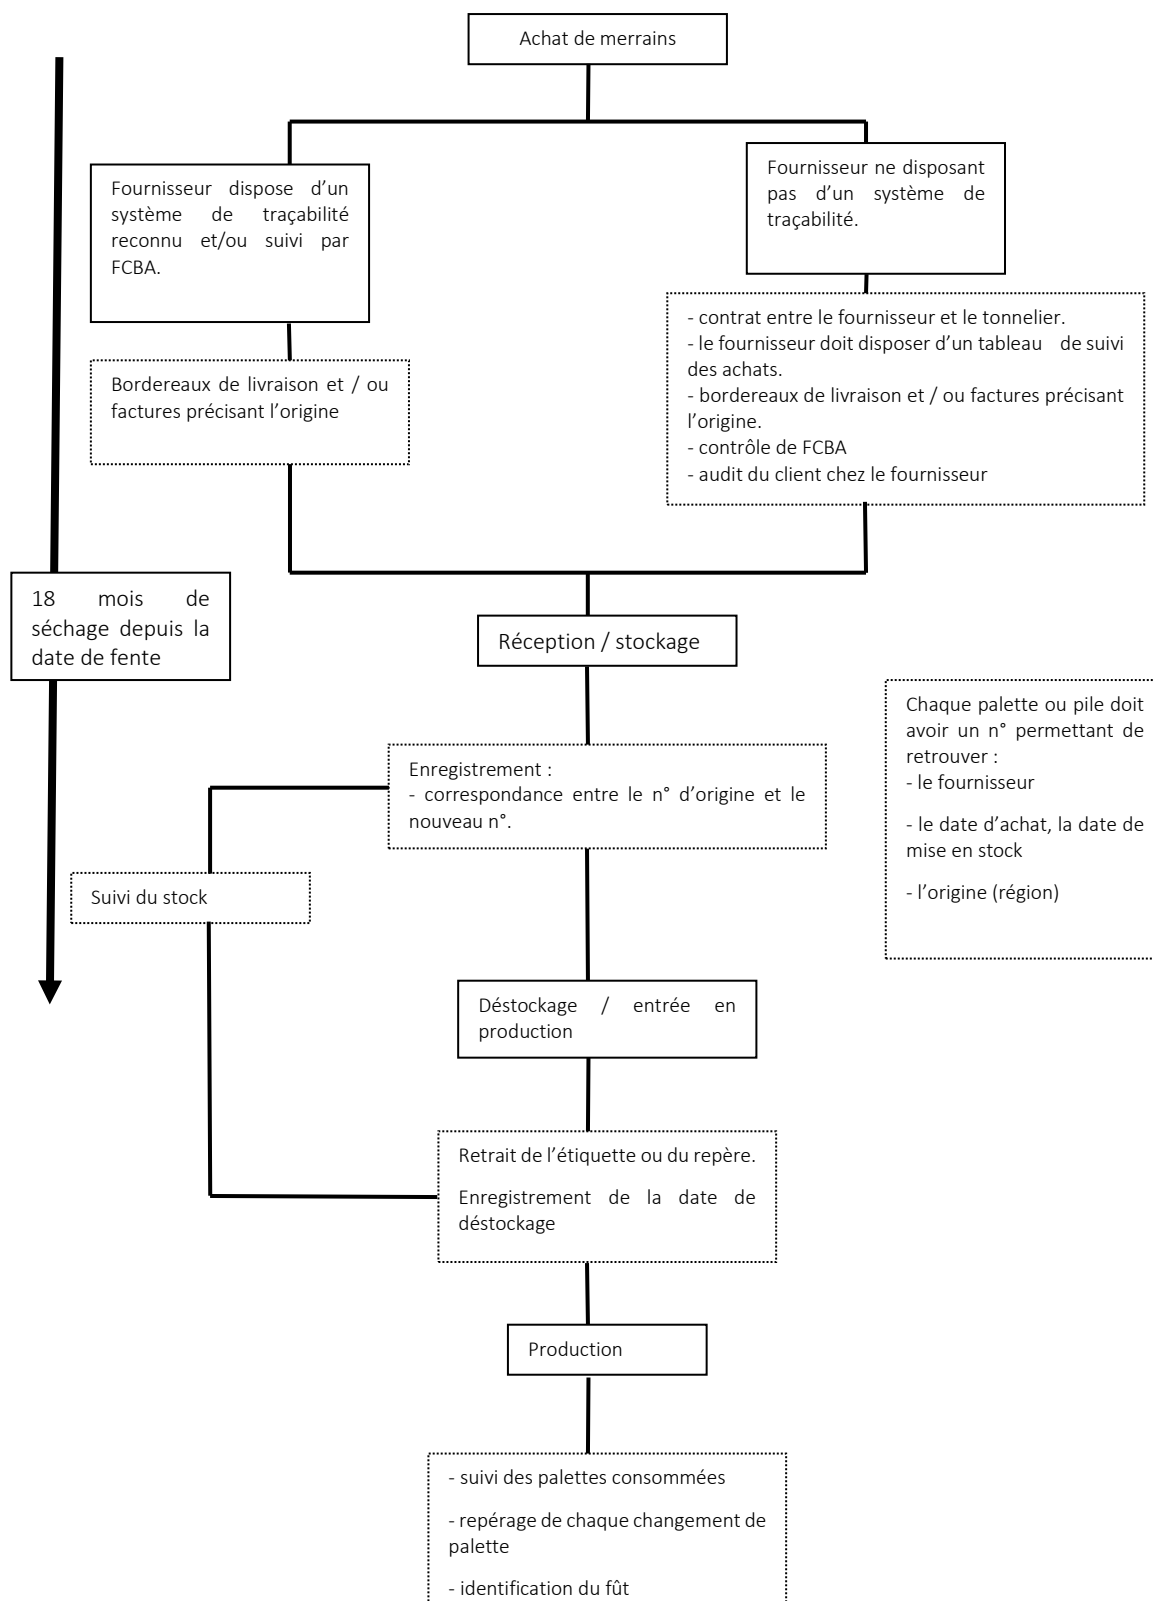 Achat de merrains
Fournisseur dispose d’un
système de traçabilité
reconnu et/ou suivi par
FCBA.
Fournisseur ne disposant
pas d’un système de
traçabilité.
Bordereaux de livraison et / ou
factures précisant l’origine
- contrat entre le fournisseur et le tonnelier.
- le fournisseur doit disposer d’un tableau de suivi
des achats.
- bordereaux de livraison et / ou factures précisant
l’origine.
- contrôle de FCBA
- audit du client chez le fournisseur
18 mois de
séchage depuis la
date de fente
Réception / stockage
Chaque palette ou pile doit
avoir un n° permettant de
retrouver :
- le fournisseur
- le date d’achat, la date de
mise en stock
- l’origine (région)
Enregistrement :
- correspondance entre le n° d’origine et le
nouveau n°.
Suivi du stock
Déstockage / entrée en
production
Retrait de l’étiquette ou du repère.
Enregistrement de la date de
déstockage
Production
- suivi des palettes consommées
- repérage de chaque changement de
palette
- identification du fût